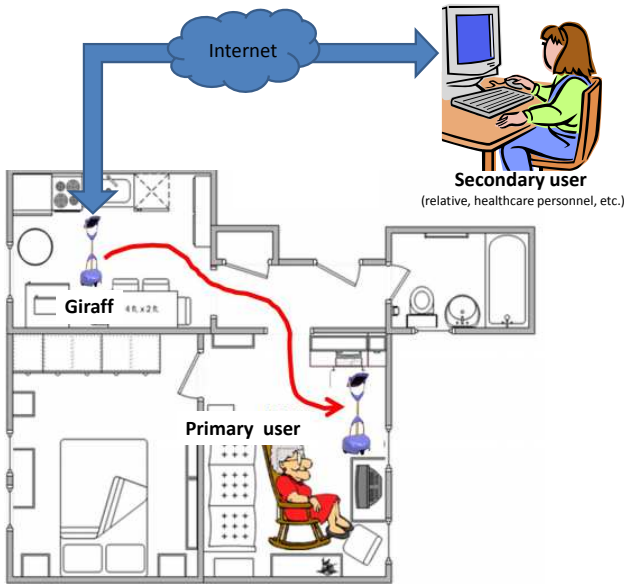 Internet
Secondary user
(relative, healthcare personnel, etc.)
Giraff
4 ft. x 2 ft.
Primary user